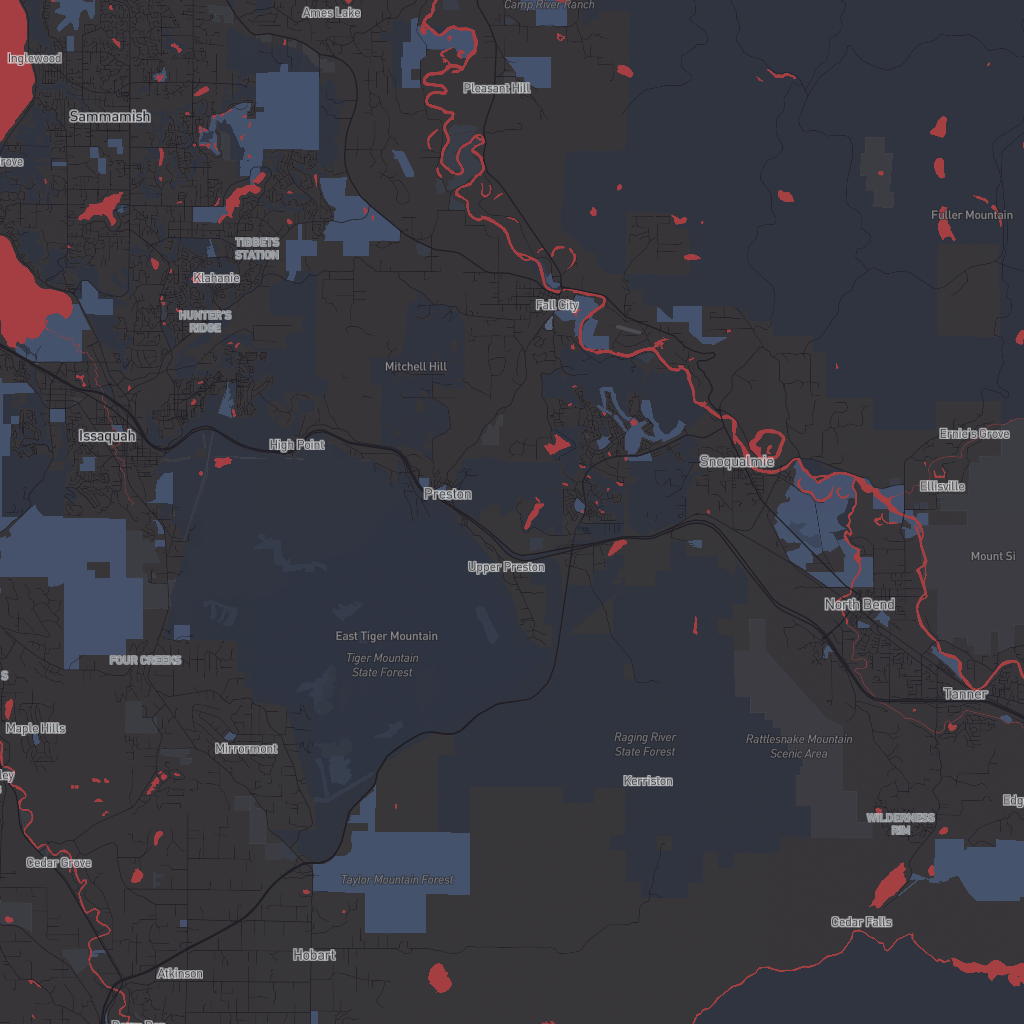 Camp River Ranch
Ames Lake
Inglewood
Pleasant Hill
Sammamish
rove
Fuller Mountain
TIBBETS
STATION
Klahanie
HUNTER'S
RIDGE
Fall City
Mitchell Hill
Issaquah
High Point
Ernie's Grove
Snoqualmie
Ellisville
Preston
Mount Si
Upper Preston
North Bend
East Tiger Mountain
Tiger Mountain
State Forest
FOUR CREEKS
S
Tanner
Maple Hills
Mirrormont
Raging River
State Forest
Rattlesnake Mountain
Scenic Area
ley
Kerriston
Edg
WILDERNESS
RIM
Cedar Grove
Taylor Mountain Forest
Cedar Falls
Hobart
Atkinson